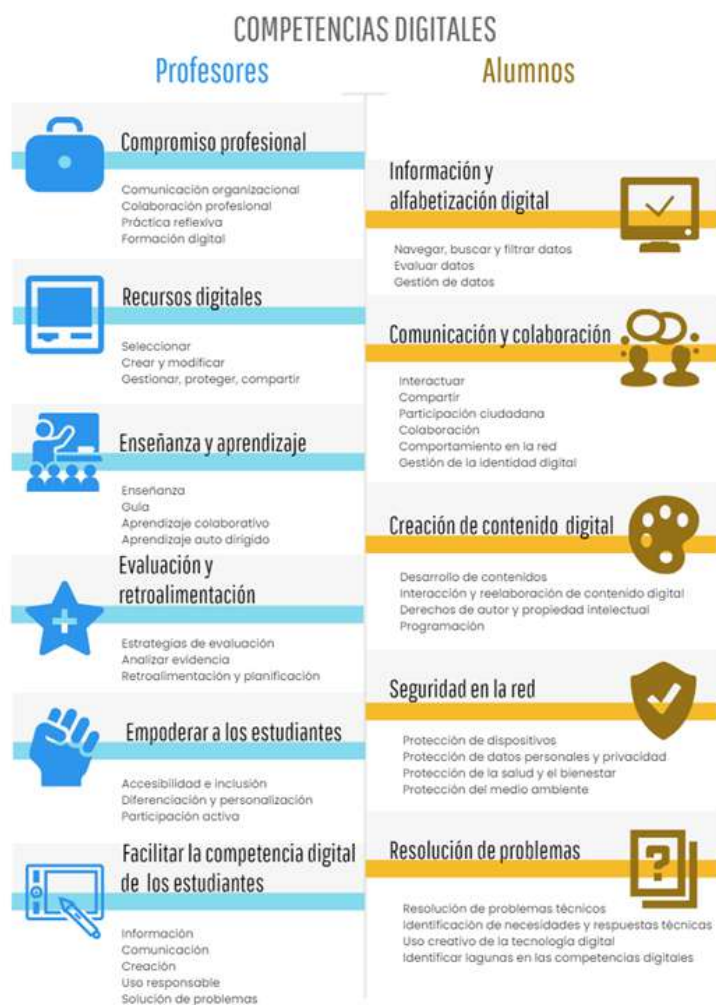 COMPETENCIAS DIGITALES
Profesores
Compromiso profesional
Comunicación organizacional
Colaboración profesional
Práctica reflexiva
Formación digital
Recursos digitales
Seleccionar
Crear y modificar
Gestionar, proteger, compartir
Enseñanza y aprendizaje
Enseñanza
Guía
Aprendizaje colaborativo
Aprendizaje auto dirigido
Evaluación y
retroalimentación
Estrategias de evaluación
Analizar evidencia
Retroalimentación y planificación
Empoderar a los estudiantes
Accesibilidad e inclusión
Diferenciación y personalización
Participación activa
Facilitar la competencia digital
de los estudiantes
Información
Comunicación
Creación
Uso responsable
Solución de problemas
Alumnos
Información y
alfabetización digital
Navegar, buscar y filtrar datos
Evaluar datos
Gestión de datos
Comunicación y colaboración
Interactuar
Compartir
Participación ciudadana
Colaboración
Comportamiento en la red
Gestión de la identidad digital
Creación de contenido digital
Desarrollo de contenidos
Interacción y reelaboración de contenido digital
Derechos de autor y propiedad intelectual
Programación
Seguridad en la red
Protección de dispositivos
Protección de datos personales y privacidad
Protección de la salud y el bienestar
Protección del medio ambiente
Resolución de problemas
?
Resolución de problemas técnicos
Identificación de necesidades y respuestas técnicas
Uso creativo de la tecnología digital
Identificar lagunas en las competencias digitales